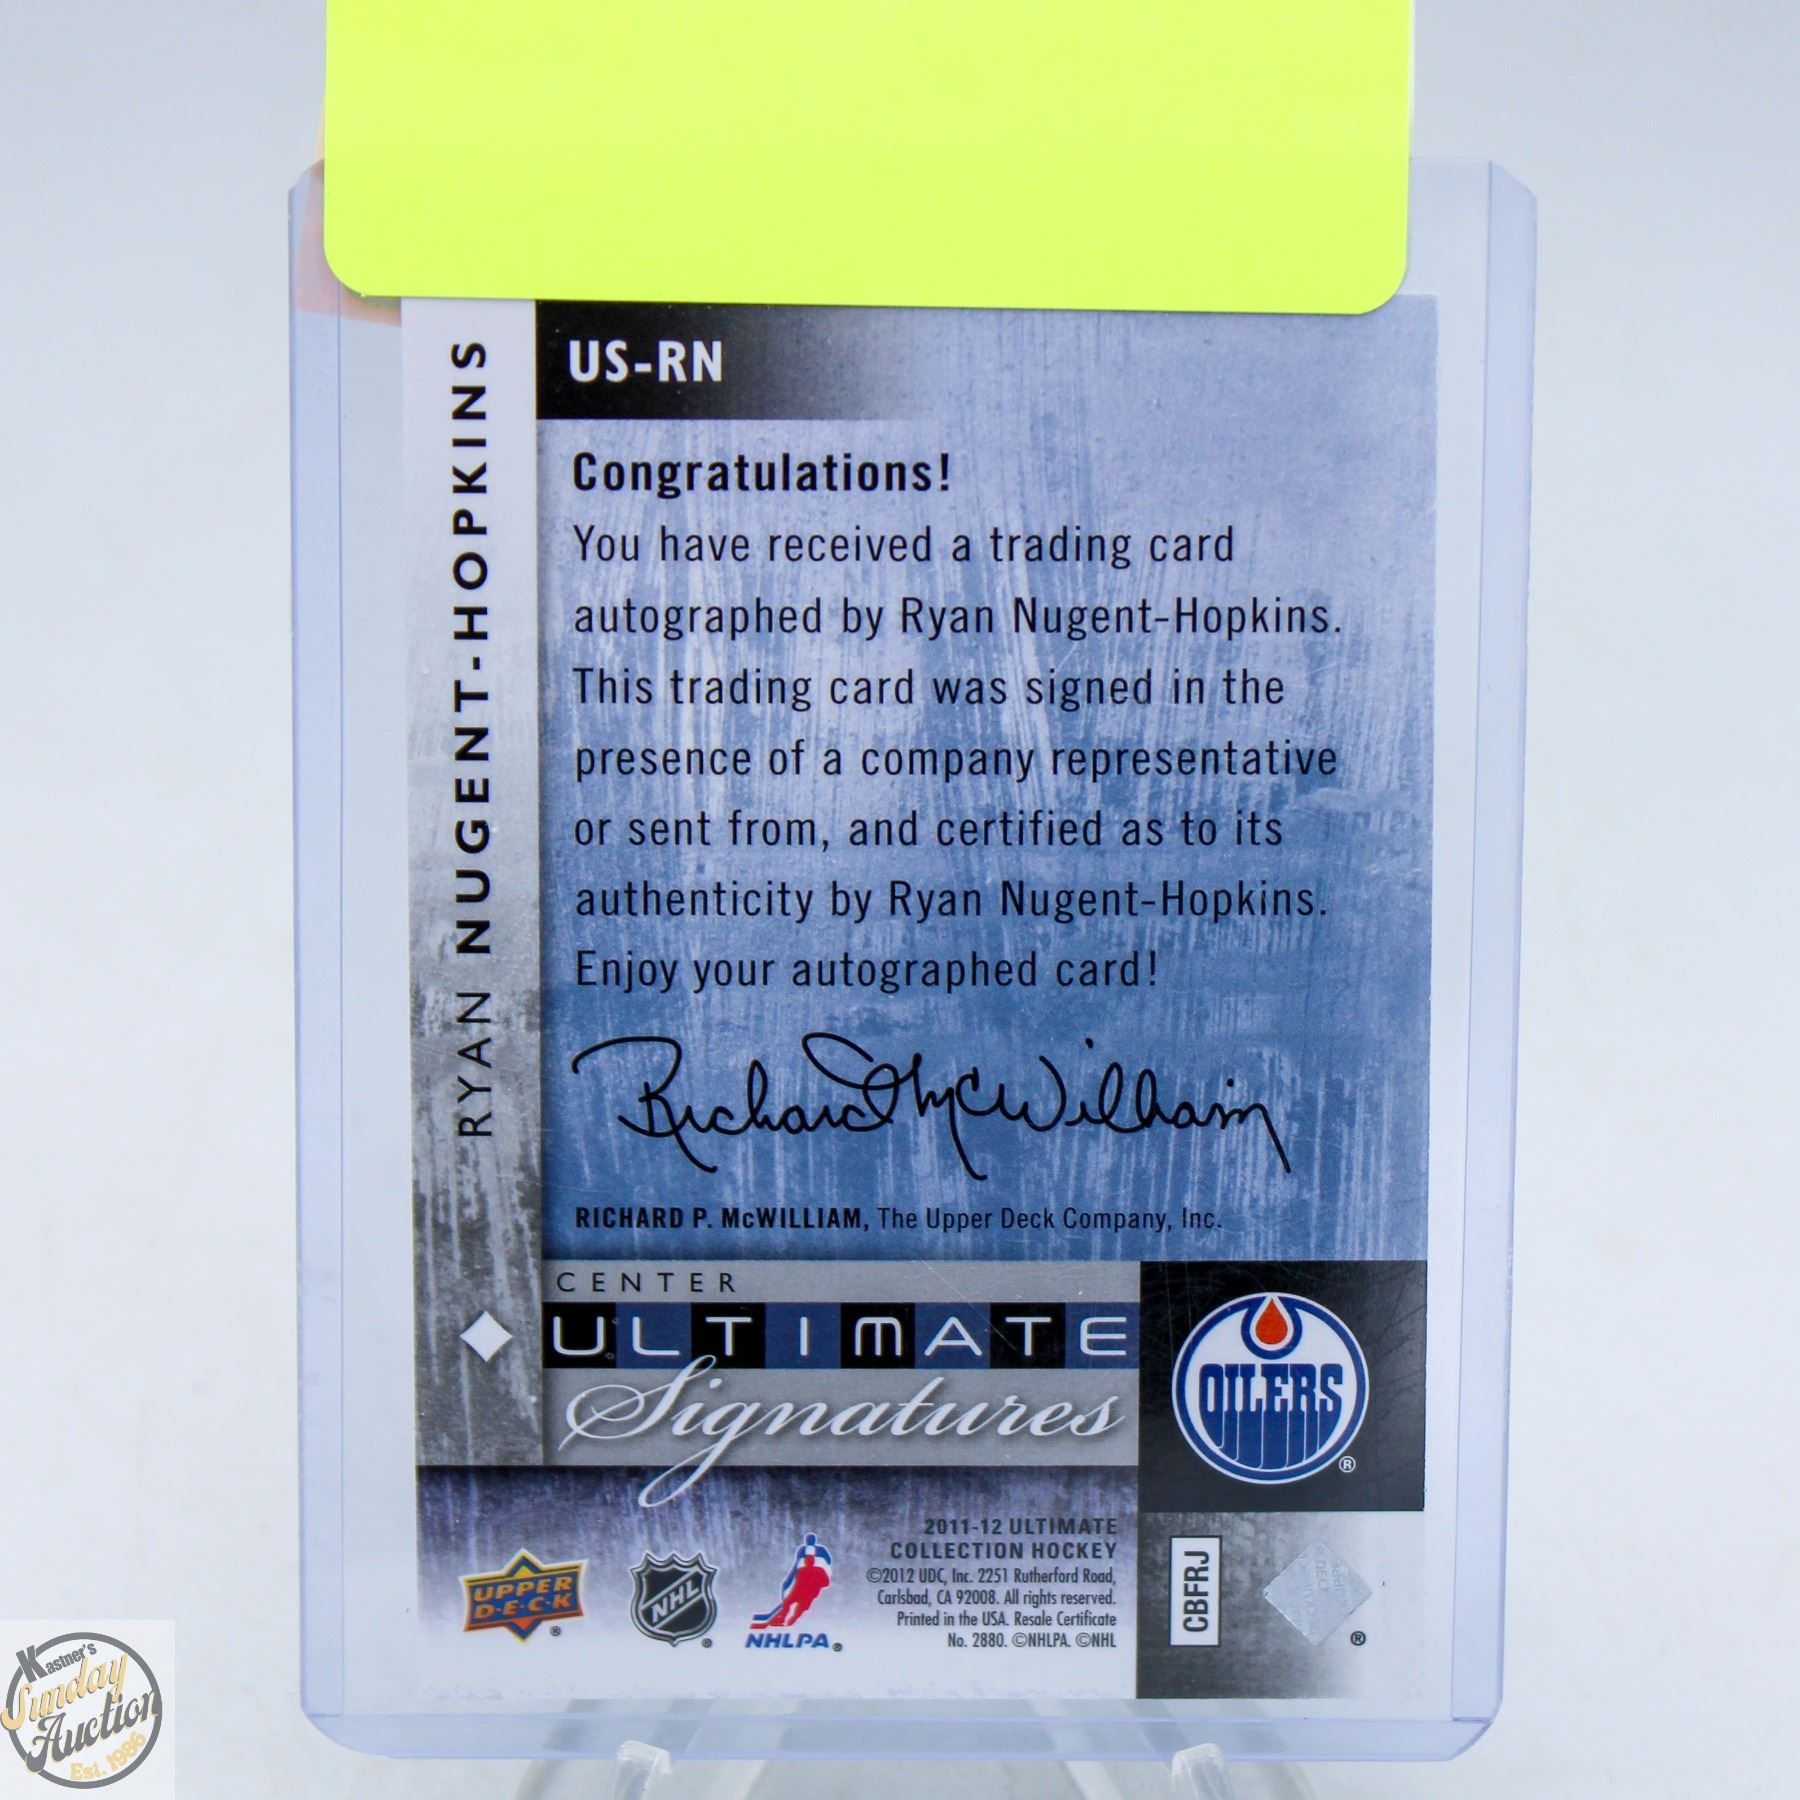 US-RN
RYAN NUGENT-HOPKINS
Congratulations!
You have received a trading card
autographed by Ryan Nugent-Hopkins.
This trading card was signed in the
presence of a company representative
or sent from, and certified as to its
authenticity by Ryan Nugent-Hopkins.
Enjoy your autographed card!
Richard McWilliam
RICHARD P. McWILLIAM, The Upper Deck Company, Inc.
CENTER
ULTIMATE
Signatures
OILERS
®
2011-12 ULTIMATE
COLLECTION HOCKEY
©2012 UDC, Inc. 2251 Rutherford Road,
Carlsbad, CA 92008. All rights reserved.
Printed in the USA. Resale Certificate
No. 2880. ©NHLPA. ©NHL
UPPER
D·E·C·K ®
NHL ®
NHLPA ®
CBFRJ
®
Kastner's
Sunday
Auction
Est. 1986